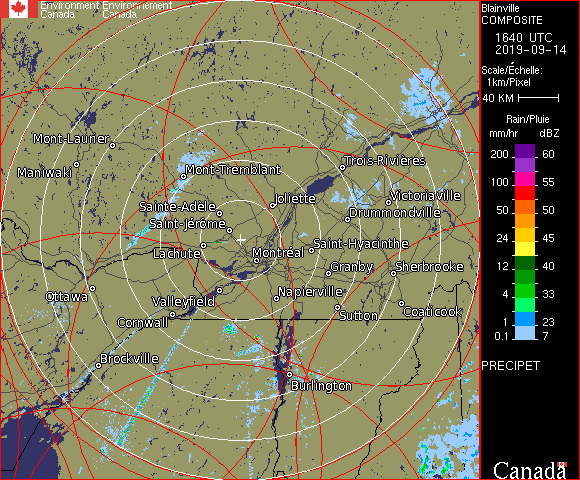 Environment Environnement
Canada Canada
Blainville
COMPOSITE
1640 UTC
2019-09-14
Scale/Échelle:
1km/Pixel
40 KM
Rain/Pluie
mm/hr dBZ
200 60
100 55
50 50
24 45
12 40
4 33
1 23
0.1 7
PRECIPET
Canada
Mont-Laurier
Maniwaki
Mont-Tremblant
Trois-Rivières
Joliette
Victoriaville
Sainte-Adèle
Drummondville
Saint-Jérôme
Saint-Hyacinthe
Lachute
Montréal
Granby
Sherbrooke
Ottawa
Valleyfield
Napierville
Cornwall
Sutton
Coaticook
Brockville
Burlington